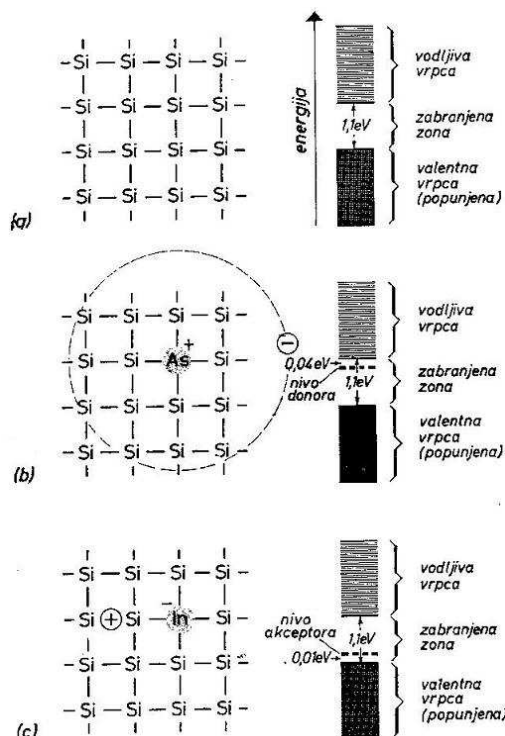 - Si — Si — Si — Si -
- Si — Si — Si — Si -
- Si — Si — Si — Si -
- Si — Si — Si — Si -
(a)
energija
1,1eV
vodljiva
vrpca
zabranjena
zona
valentna
vrpca
(popunjena)
- Si — Si — Si — Si -
- Si — Si — As+ — Si -
- Si — Si — Si — Si -
- Si — Si — Si — Si -
(b)
−
0,04eV
nivo
donora
1,1eV
vodljiva
vrpca
zabranjena
zona
valentna
vrpca
(popunjena)
- Si — Si — Si — Si -
- Si + Si — In− — Si -
- Si — Si — Si — Si -
- Si — Si — Si — Si -
(c)
nivo
akceptora
0,01eV
1,1eV
vodljiva
vrpca
zabranjena
zona
valentna
vrpca
(popunjena)